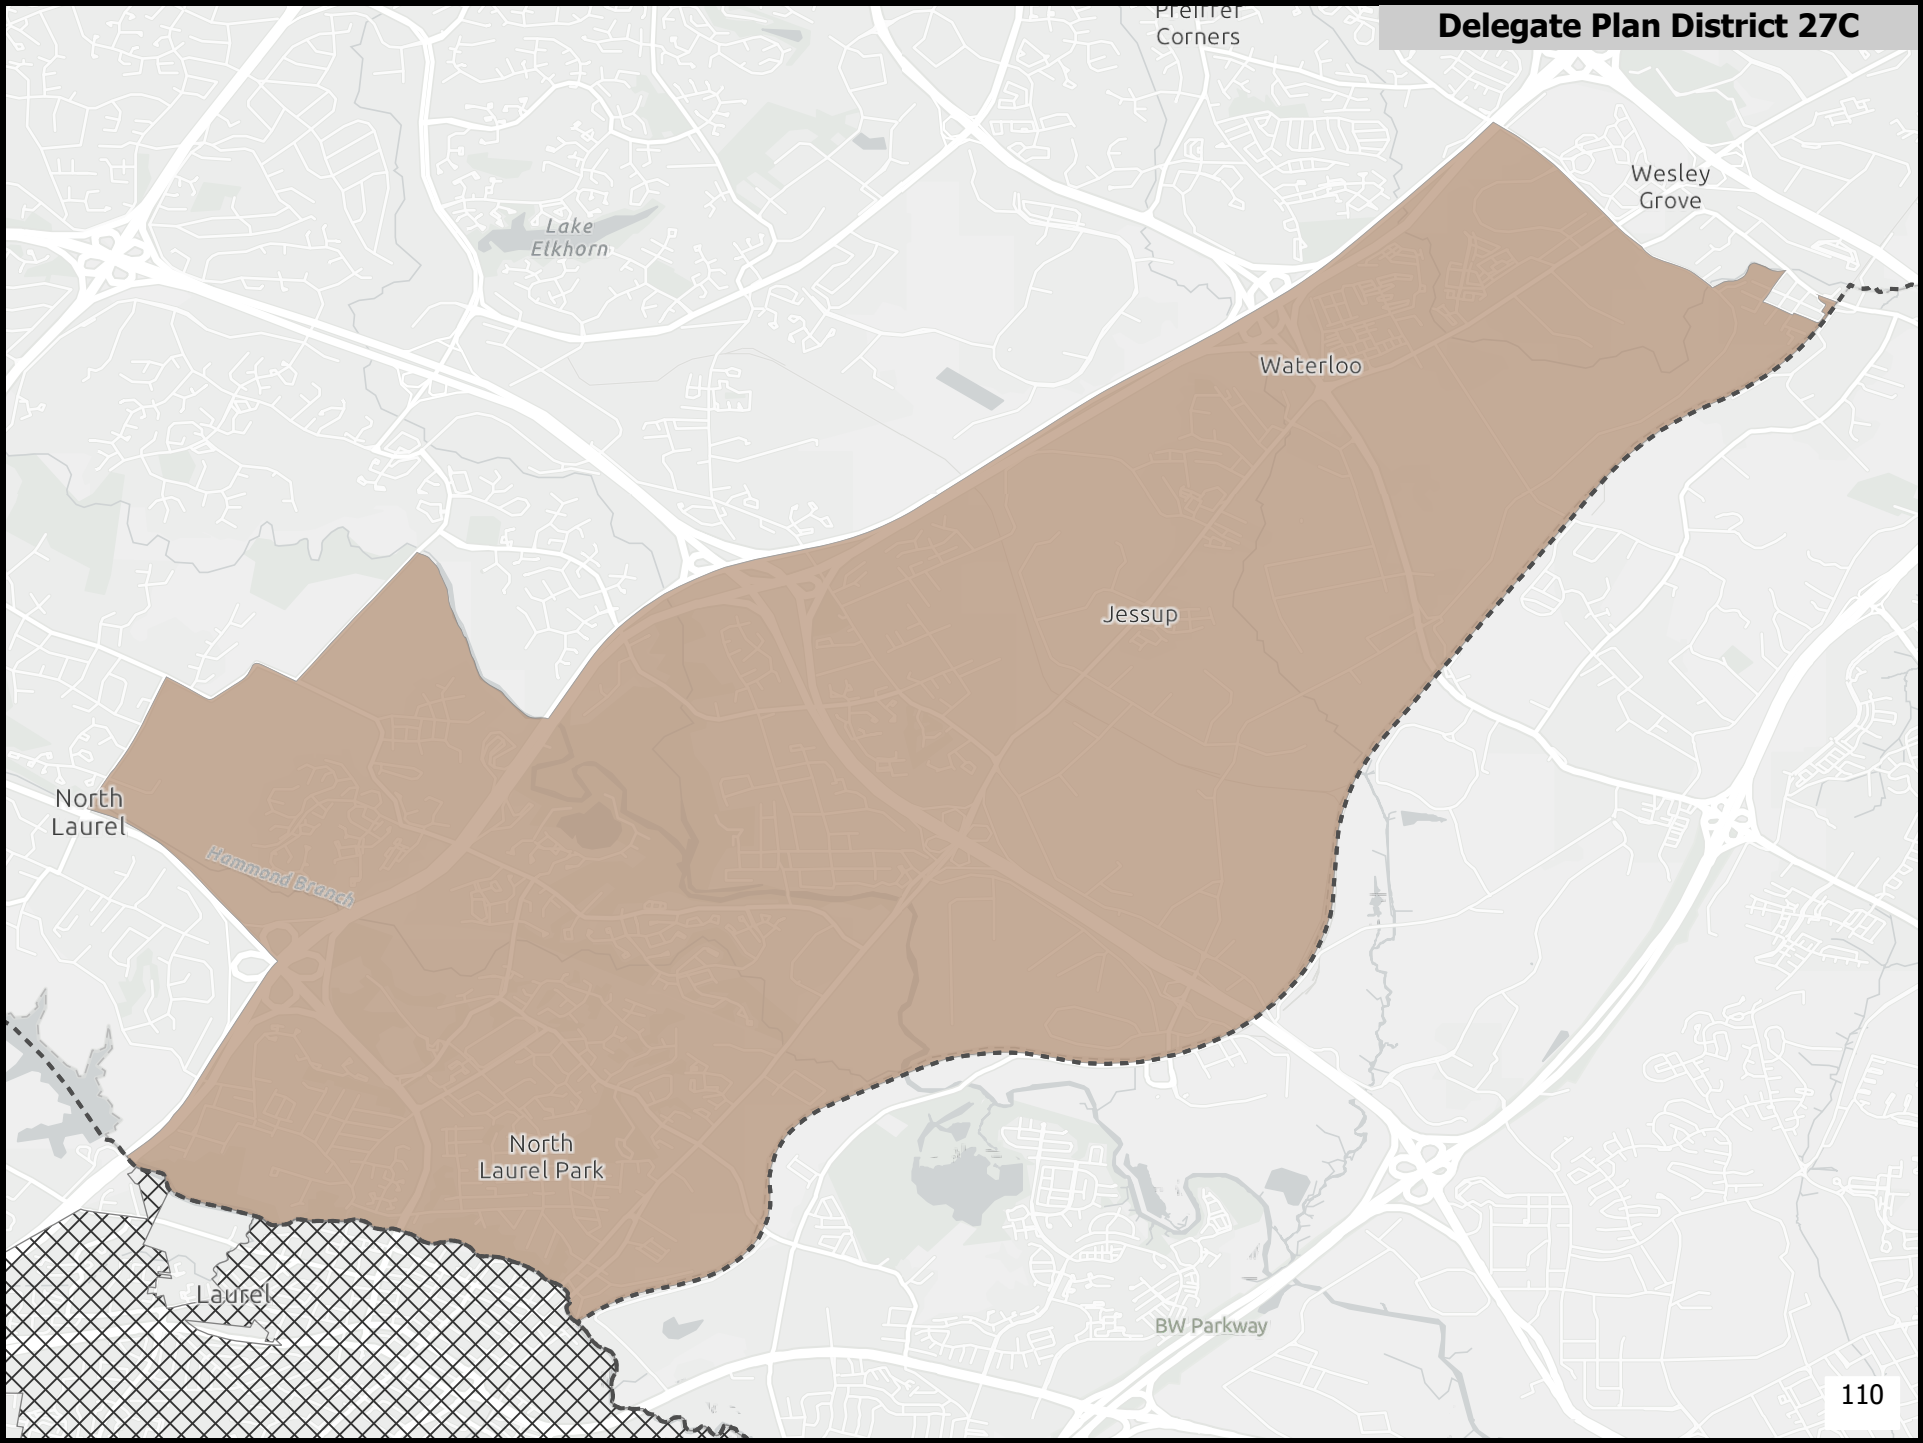 Preiffer
Corners
Delegate Plan District 27C
Wesley
Grove
Lake
Elkhorn
Waterloo
Jessup
North
Laurel
Hammond Branch
North
Laurel Park
Laurel
BW Parkway
110